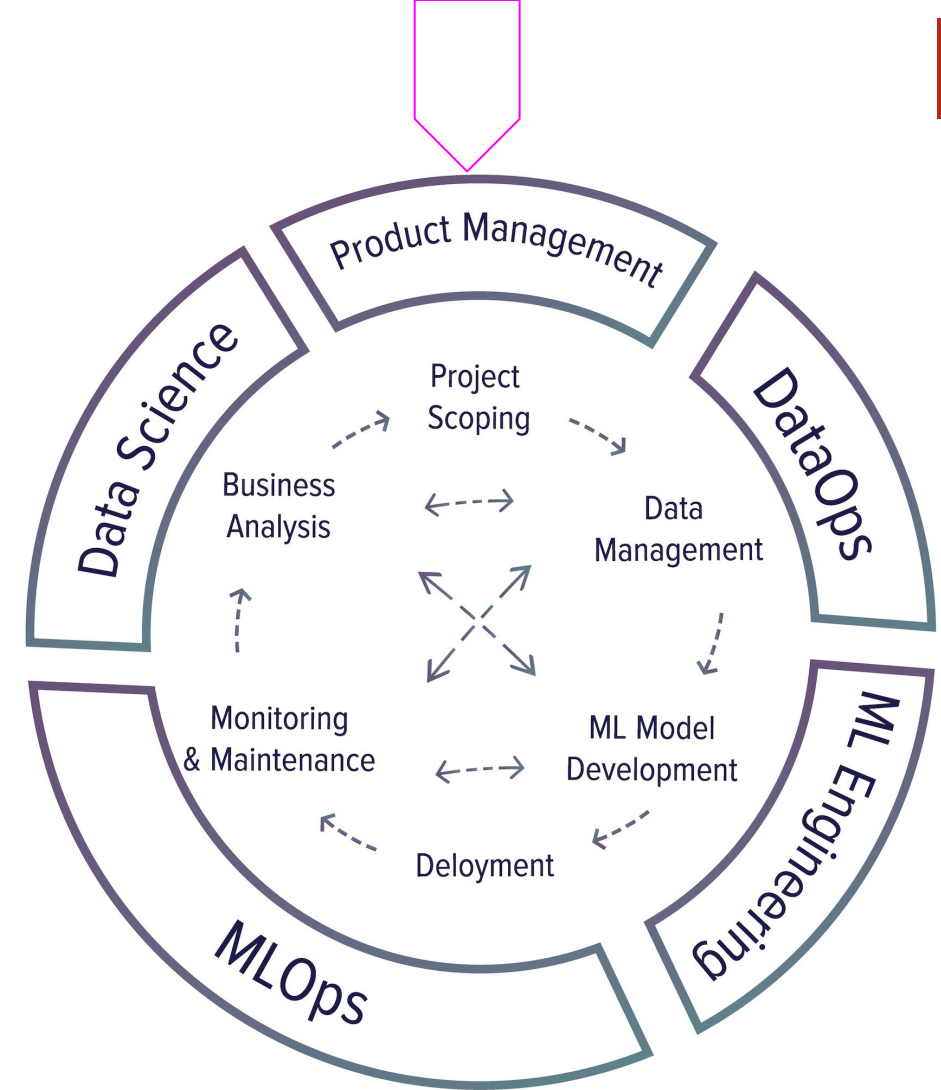 Product Management
Data Science
DataOps
Project
Scoping
Business
Analysis
Data
Management
Monitoring
& Maintenance
ML Model
Development
Deloyment
ML Engineering
MLOps